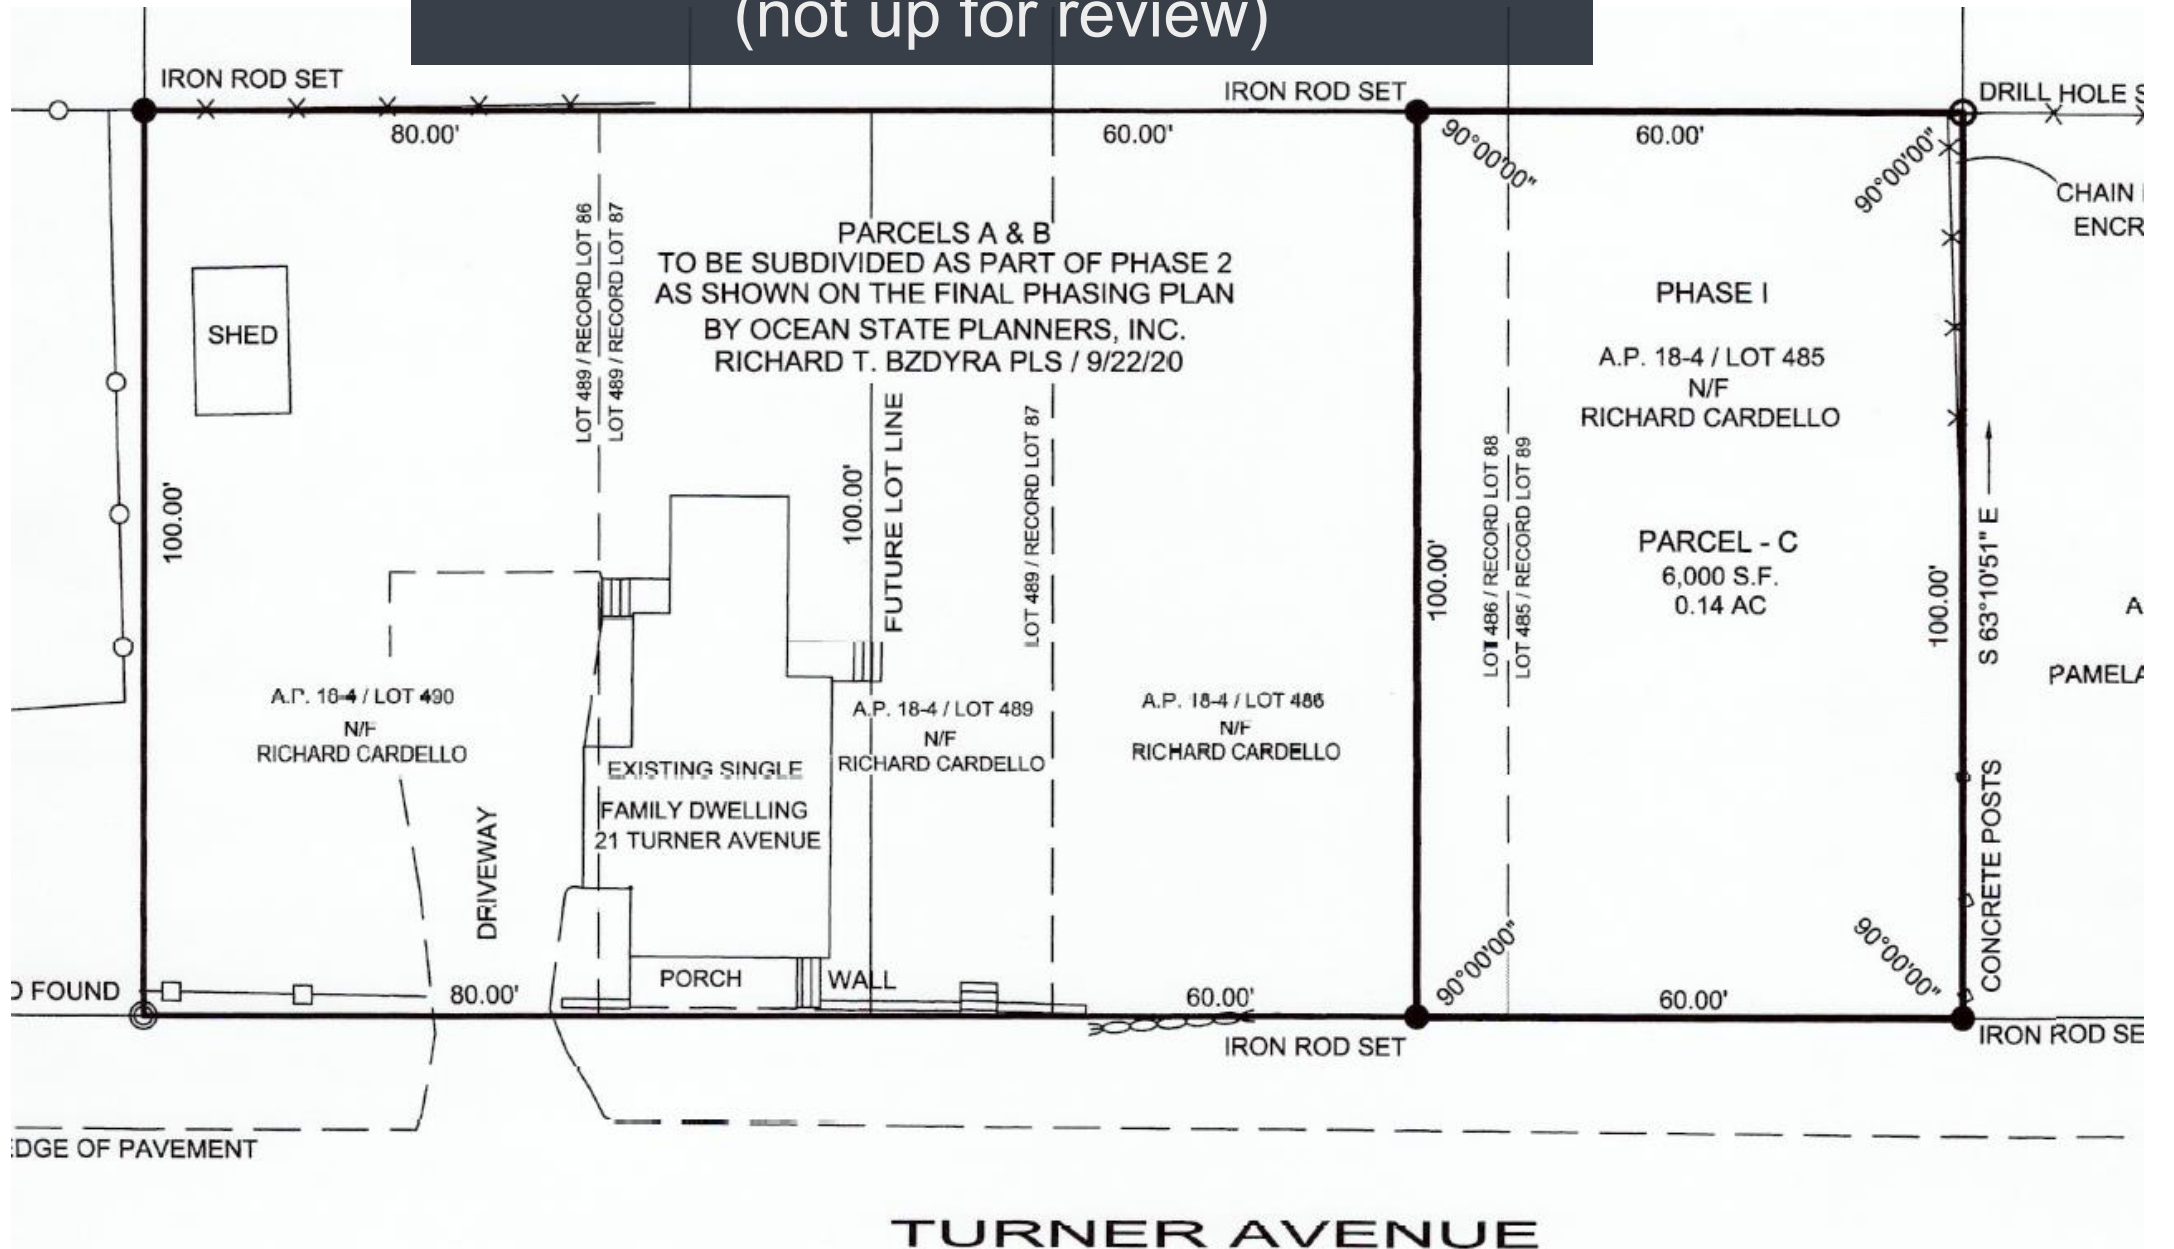 (not up for review)
IRON ROD SET
IRON ROD SET
DRILL HOLE
80.00'
60.00'
60.00'
90°00'00"
90°00'00"
CHAIN
LOT 489 / RECORD LOT 86
LOT 489 / RECORD LOT 87
PARCELS A & B
TO BE SUBDIVIDED AS PART OF PHASE 2
AS SHOWN ON THE FINAL PHASING PLAN
BY OCEAN STATE PLANNERS, INC.
RICHARD T. BZDYRA PLS / 9/22/20
SHED
PHASE I
A.P. 18-4 / LOT 485
N/F
RICHARD CARDELLO
100.00'
100.00'
FUTURE LOT LINE
LOT 489 / RECORD LOT 87
100.00'
LOT 486 / RECORD LOT 88
LOT 485 / RECORD LOT 89
PARCEL - C
6,000 S.F.
0.14 AC
100.00'
S 63°10'51" E
A.P. 18-4 / LOT 490
N/F
RICHARD CARDELLO
A.P. 18-4 / LOT 489
N/F
RICHARD CARDELLO
A.P. 18-4 / LOT 486
N/F
RICHARD CARDELLO
PAMELA
EXISTING SINGLE
FAMILY DWELLING
21 TURNER AVENUE
DRIVEWAY
CONCRETE POSTS
90°00'00"
90°00'00"
FOUND
80.00'
PORCH
WALL
60.00'
60.00'
IRON ROD SET
IRON ROD
EDGE OF PAVEMENT
TURNER AVENUE